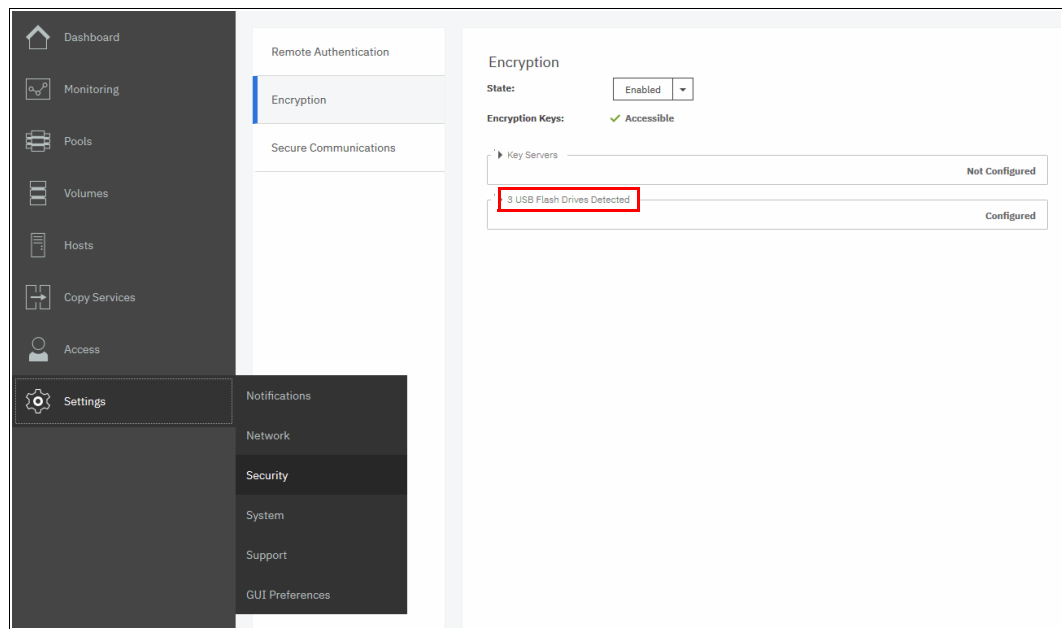 Dashboard
Monitoring
Pools
Volumes
Hosts
Copy Services
Access
Settings
Notifications
Network
Security
System
Support
GUI Preferences
Remote Authentication
Encryption
Secure Communications
Encryption
State: Enabled
Encryption Keys: Accessible
Key Servers
Not Configured
3 USB Flash Drives Detected
Configured